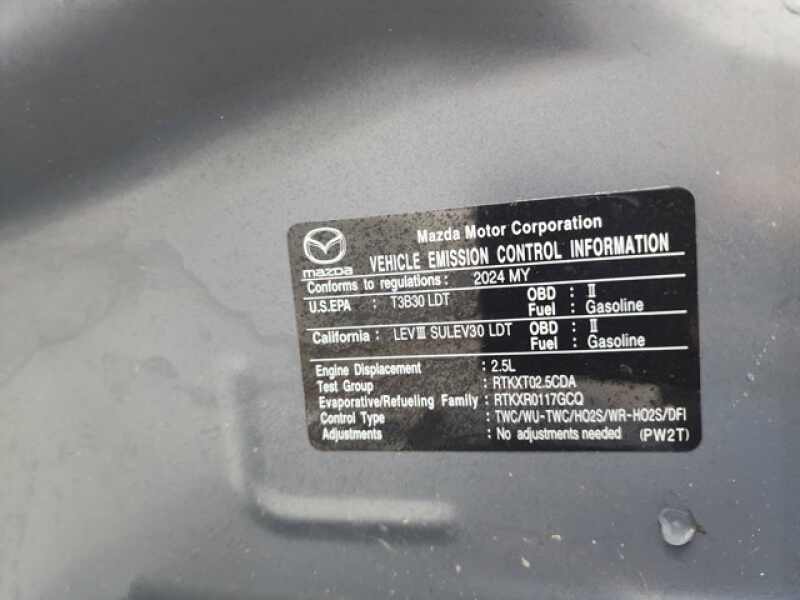 Mazda Motor Corporation
mazda
VEHICLE EMISSION CONTROL INFORMATION
Conforms to regulations: 2024 MY
U.S.EPA : T3B30 LDT OBD : II
Fuel : Gasoline
California: LEVIII SULEV30 LDT OBD : II
Fuel : Gasoline
Engine Displacement : 2.5L
Test Group : RTKXT02.5CDA
Evaporative/Refueling Family : RTKXR0117GCQ
Control Type : TWC/WU-TWC/HO2S/WR-HO2S/DFI
Adjustments : No adjustments needed (PW2T)